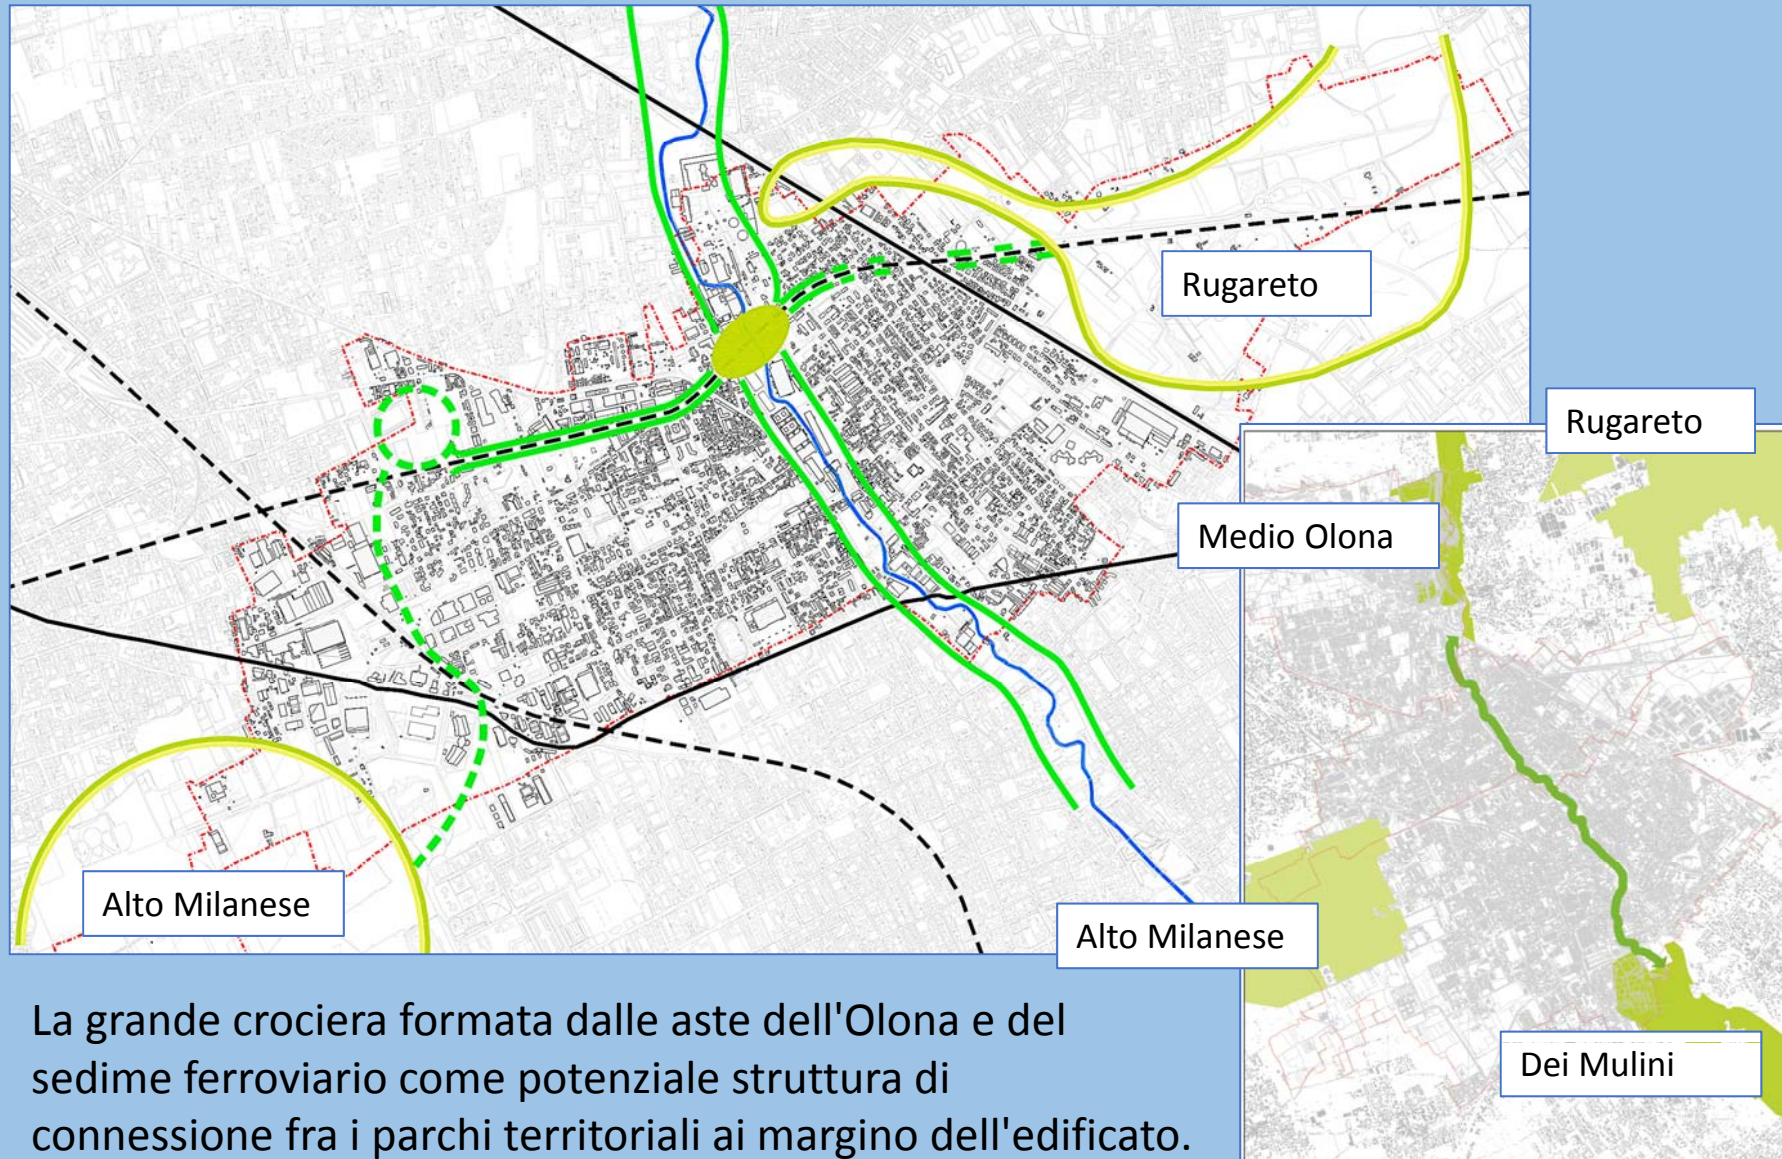 Rugareto
Rugareto
Medio Olona
Alto Milanese
Alto Milanese
Dei Mulini
La grande crociera formata dalle aste dell'Olona e del
sedime ferroviario come potenziale struttura di
connessione fra i parchi territoriali ai margino dell'edificato.